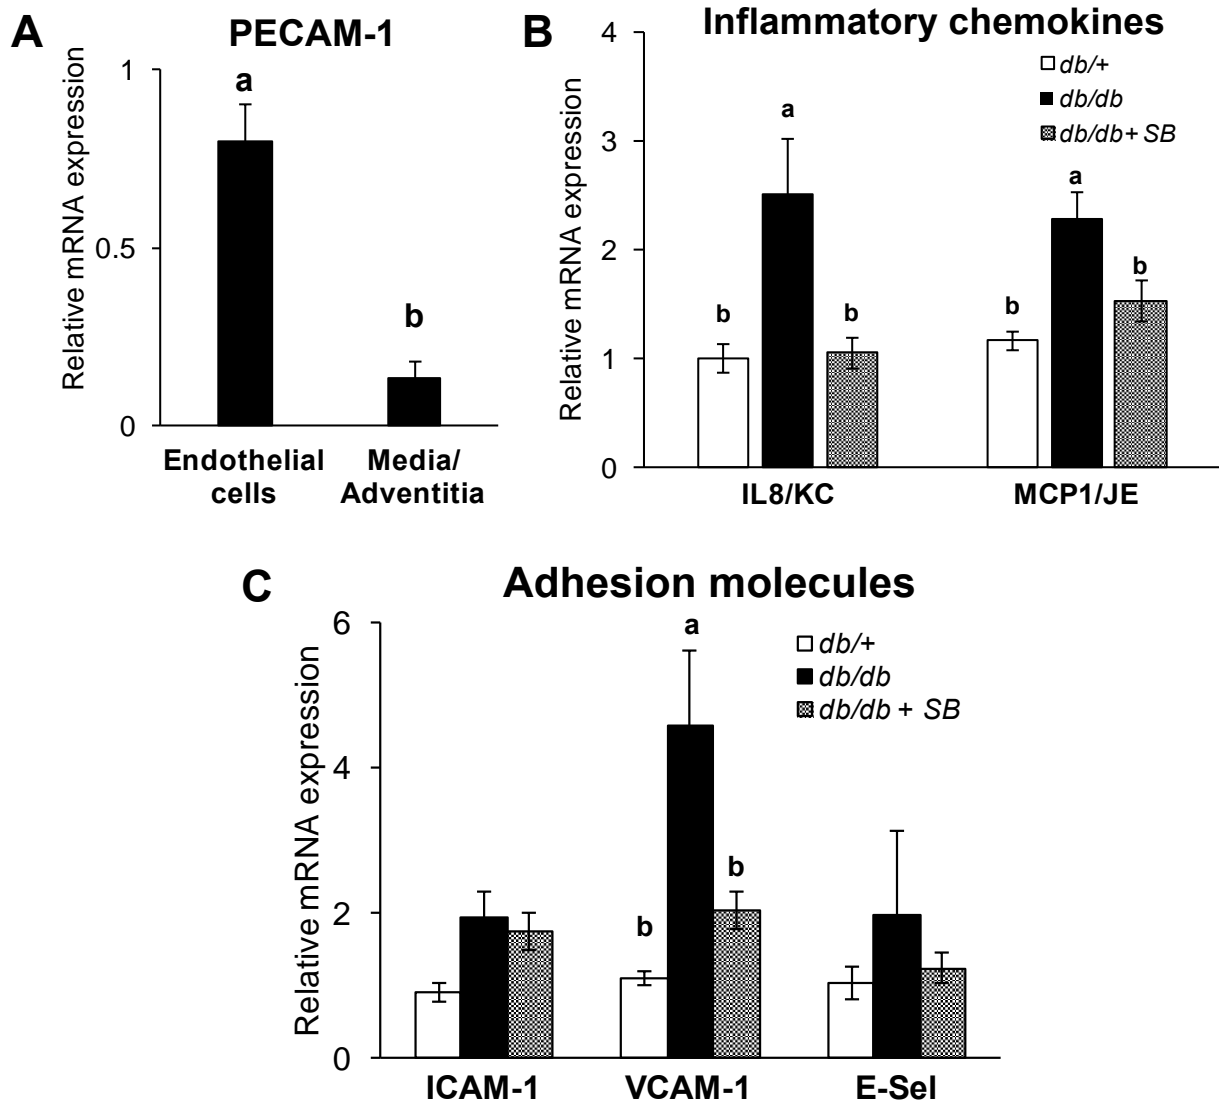 A
PECAM-1
Relative mRNA expression
1
0.5
0
a
b
Endothelial
cells
Media/
Adventitia
B
Inflammatory chemokines
Relative mRNA expression
4
3
2
1
0
db/+
db/db
db/db+ SB
b
a
b
b
a
b
IL8/KC
MCP1/JE
C
Adhesion molecules
Relative mRNA expression
6
4
2
0
db/+
db/db
db/db + SB
b
a
b
ICAM-1
VCAM-1
E-Sel